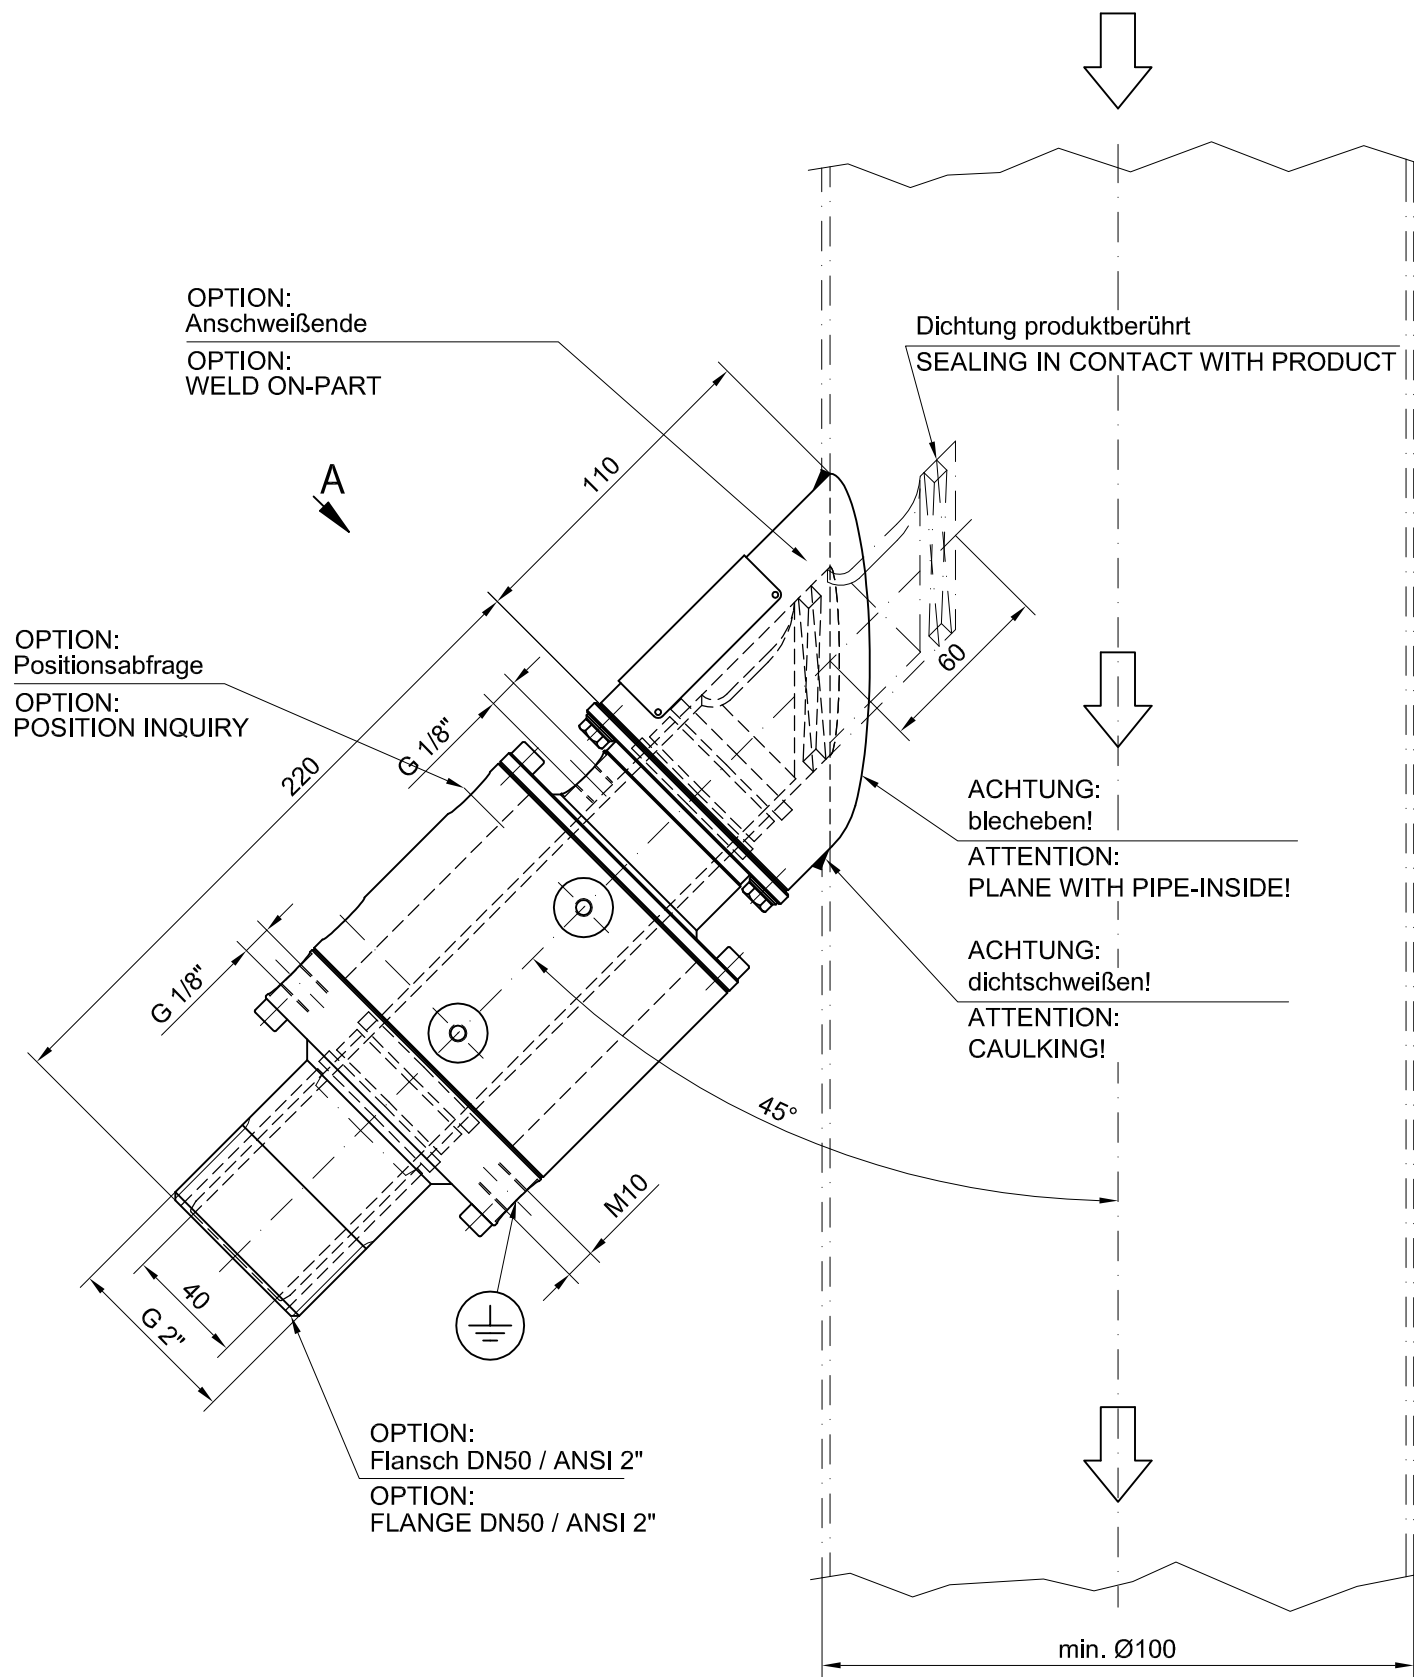 OPTION:
Anschweißende
OPTION:
WELD ON-PART
Dichtung produktberührt
SEALING IN CONTACT WITH PRODUCT
A
110
OPTION:
Positionsabfrage
OPTION:
POSITION INQUIRY
60
G 1/8"
220
ACHTUNG:
blecheben!
ATTENTION:
PLANE WITH PIPE-INSIDE!
ACHTUNG:
dichtschweißen!
ATTENTION:
CAULKING!
G 1/8"
45°
M10
40
G 2"
OPTION:
Flansch DN50 / ANSI 2"
OPTION:
FLANGE DN50 / ANSI 2"
min. Ø100